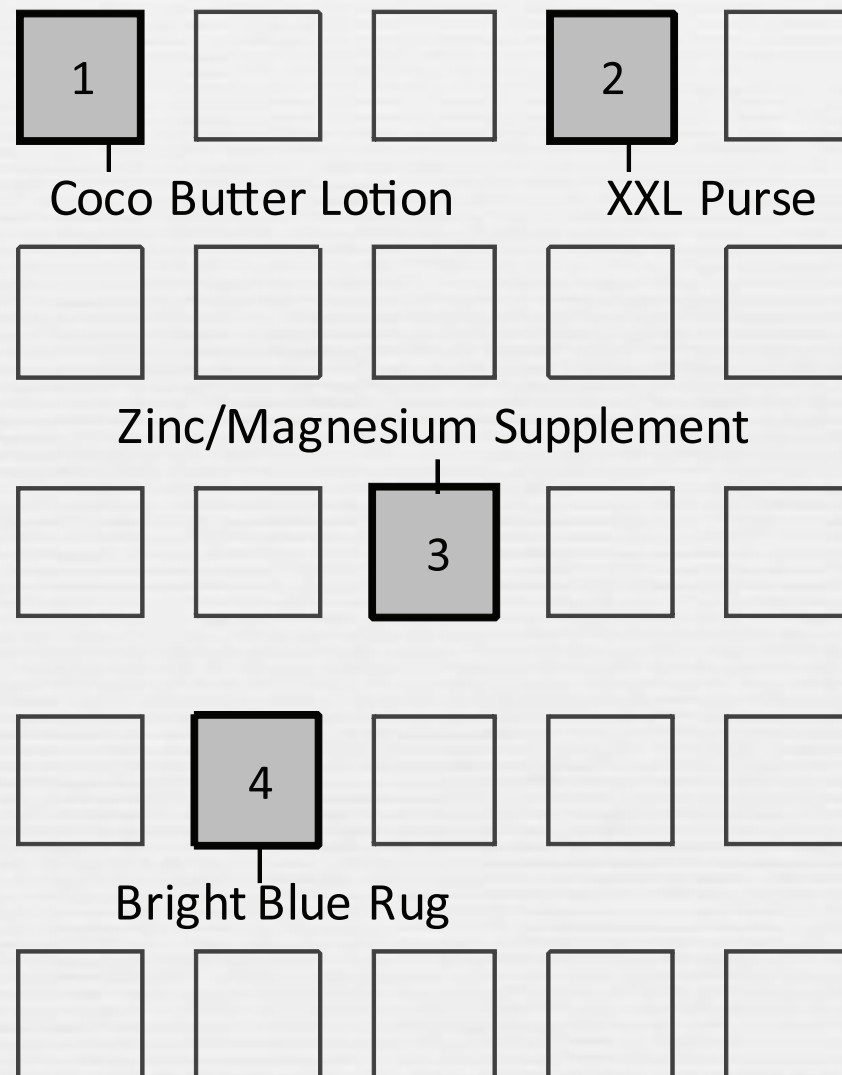 1
2
Coco Butter Lotion
XXL Purse
Zinc/Magnesium Supplement
3
4
Bright Blue Rug